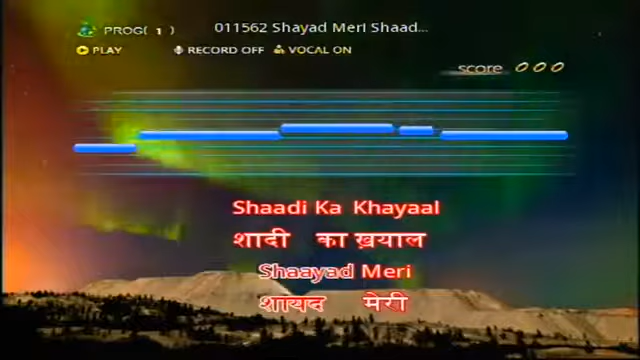 PROG( 1 ) 011562 Shayad MerI Shaad...
PLAY RECORD OFF VOCAL ON
score 000
Shaadi Ka Khayaal
शादी का ख़याल
Shaayad Meri
शायद मेरी